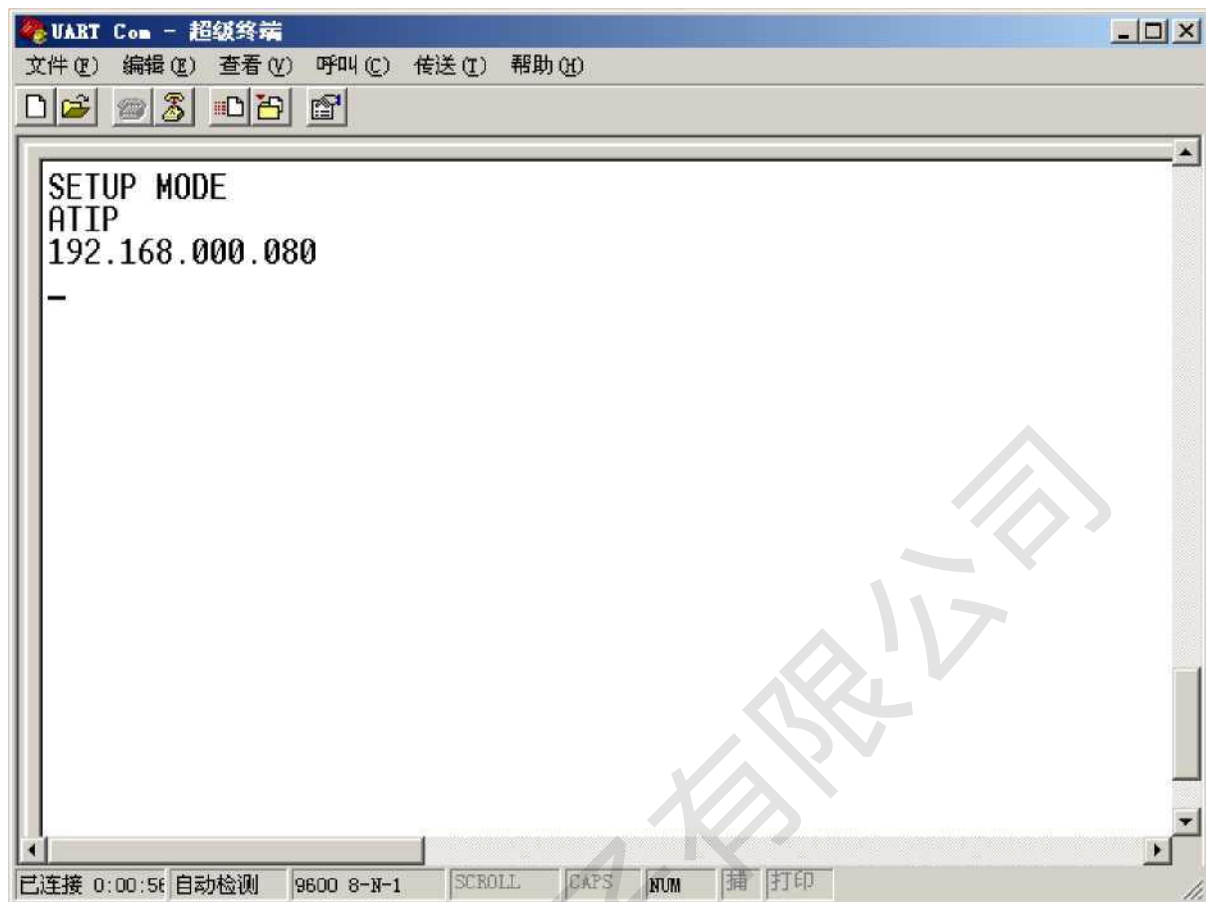 UART Com - 超级终端
文件(F) 编辑(E) 查看(V) 呼叫(C) 传送(T) 帮助(H)
SETUP MODE
ATIP
192.168.000.080
_
有限公司
已连接 0:00:56 自动检测 9600 8-N-1 SCROLL CAPS NUM 捕 打印